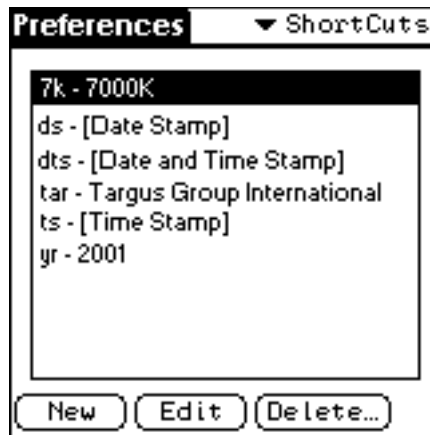 Preferences ShortCuts
7k - 7000K
ds - [Date Stamp]
dts - [Date and Time Stamp]
tar - Targus Group International
ts - [Time Stamp]
yr - 2001
New Edit Delete...